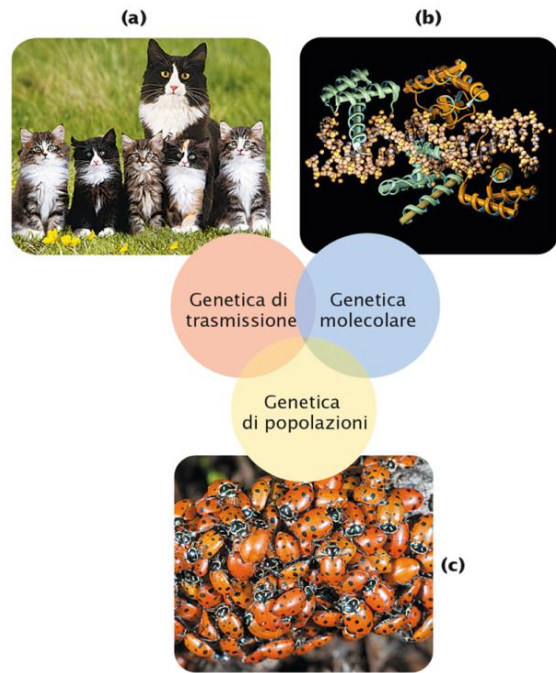 (a)
(b)
Genetica di
trasmissione
Genetica
molecolare
Genetica
di popolazioni
(c)